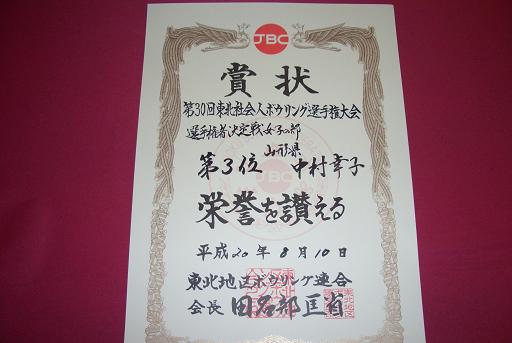 JBC
賞状
第30回東北社会人ボウリング選手権大会
選手権者決定戦女子の部
山形県
第3位 中村幸子
栄誉を讃える
平成20年8月10日
東北地区ボウリング連合
会長 田名部匡省